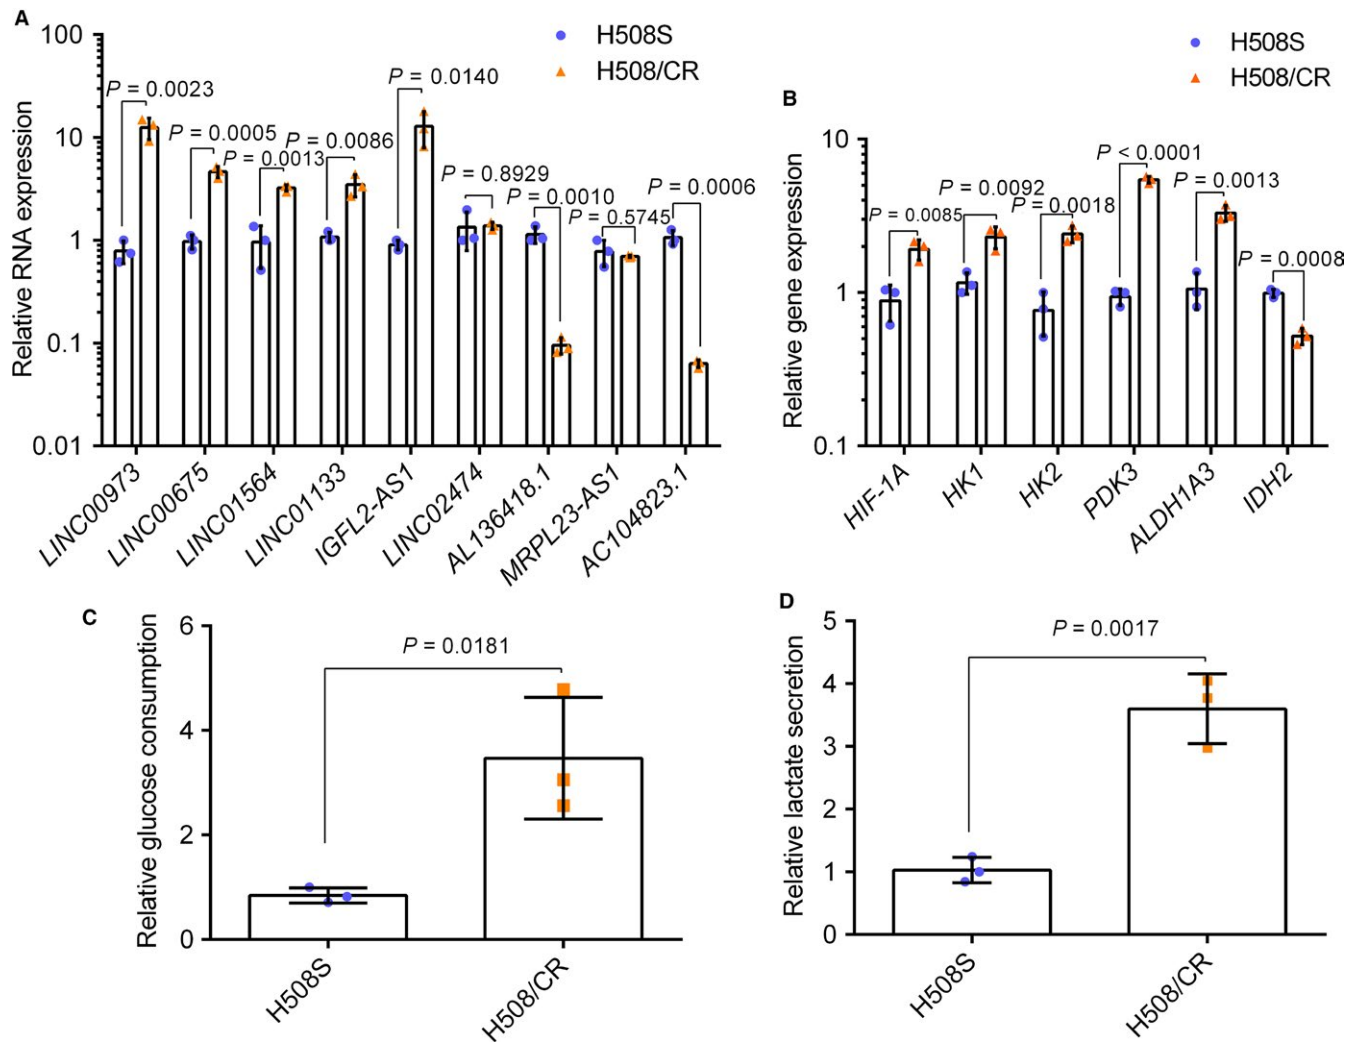 A
H508S
H508/CR
Relative RNA expression
100
10
1
0.1
0.01
P = 0.0023
P = 0.0005
P = 0.0013
P = 0.0086
P = 0.0140
P = 0.8929
P = 0.0010
P = 0.5745
P = 0.0006
LINC00973
LINC00675
LINC01564
LINC01133
IGFL2-AS1
LINC02474
AL136418.1
MRPL23-AS1
AC104823.1
B
H508S
H508/CR
Relative gene expression
10
1
0.1
P = 0.0085
P = 0.0092
P = 0.0018
P < 0.0001
P = 0.0013
P = 0.0008
HIF-1A
HK1
HK2
PDK3
ALDH1A3
IDH2
C
Relative glucose consumption
6
4
2
0
P = 0.0181
H508S
H508/CR
D
Relative lactate secretion
5
4
3
2
1
0
P = 0.0017
H508S
H508/CR